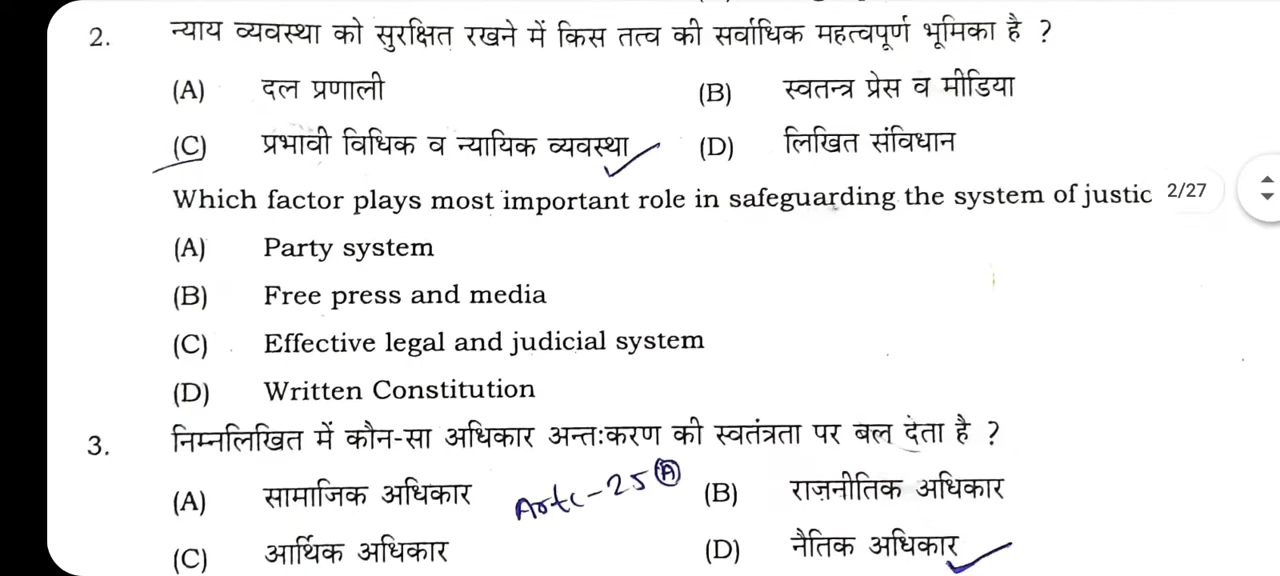 2. न्याय व्यवस्था को सुरक्षित रखने में किस तत्व की सर्वाधिक महत्वपूर्ण भूमिका है ?
(A) दल प्रणाली (B) स्वतन्त्र प्रेस व मीडिया
(C) प्रभावी विधिक व न्यायिक व्यवस्था (D) लिखित संविधान
Which factor plays most important role in safeguarding the system of justic 2/27
(A) Party system
(B) Free press and media
(C) Effective legal and judicial system
(D) Written Constitution
3. निम्नलिखित में कौन-सा अधिकार अन्तःकरण की स्वतंत्रता पर बल देता है ?
(A) सामाजिक अधिकार Artc-25 (A) (B) राजनीतिक अधिकार
(C) आर्थिक अधिकार (D) नैतिक अधिकार